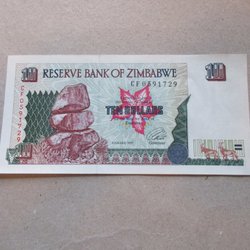 10 RESERVE BANK OF ZIMBABWE 10
CF0591729
CF0591729
TEN DOLLARS
10